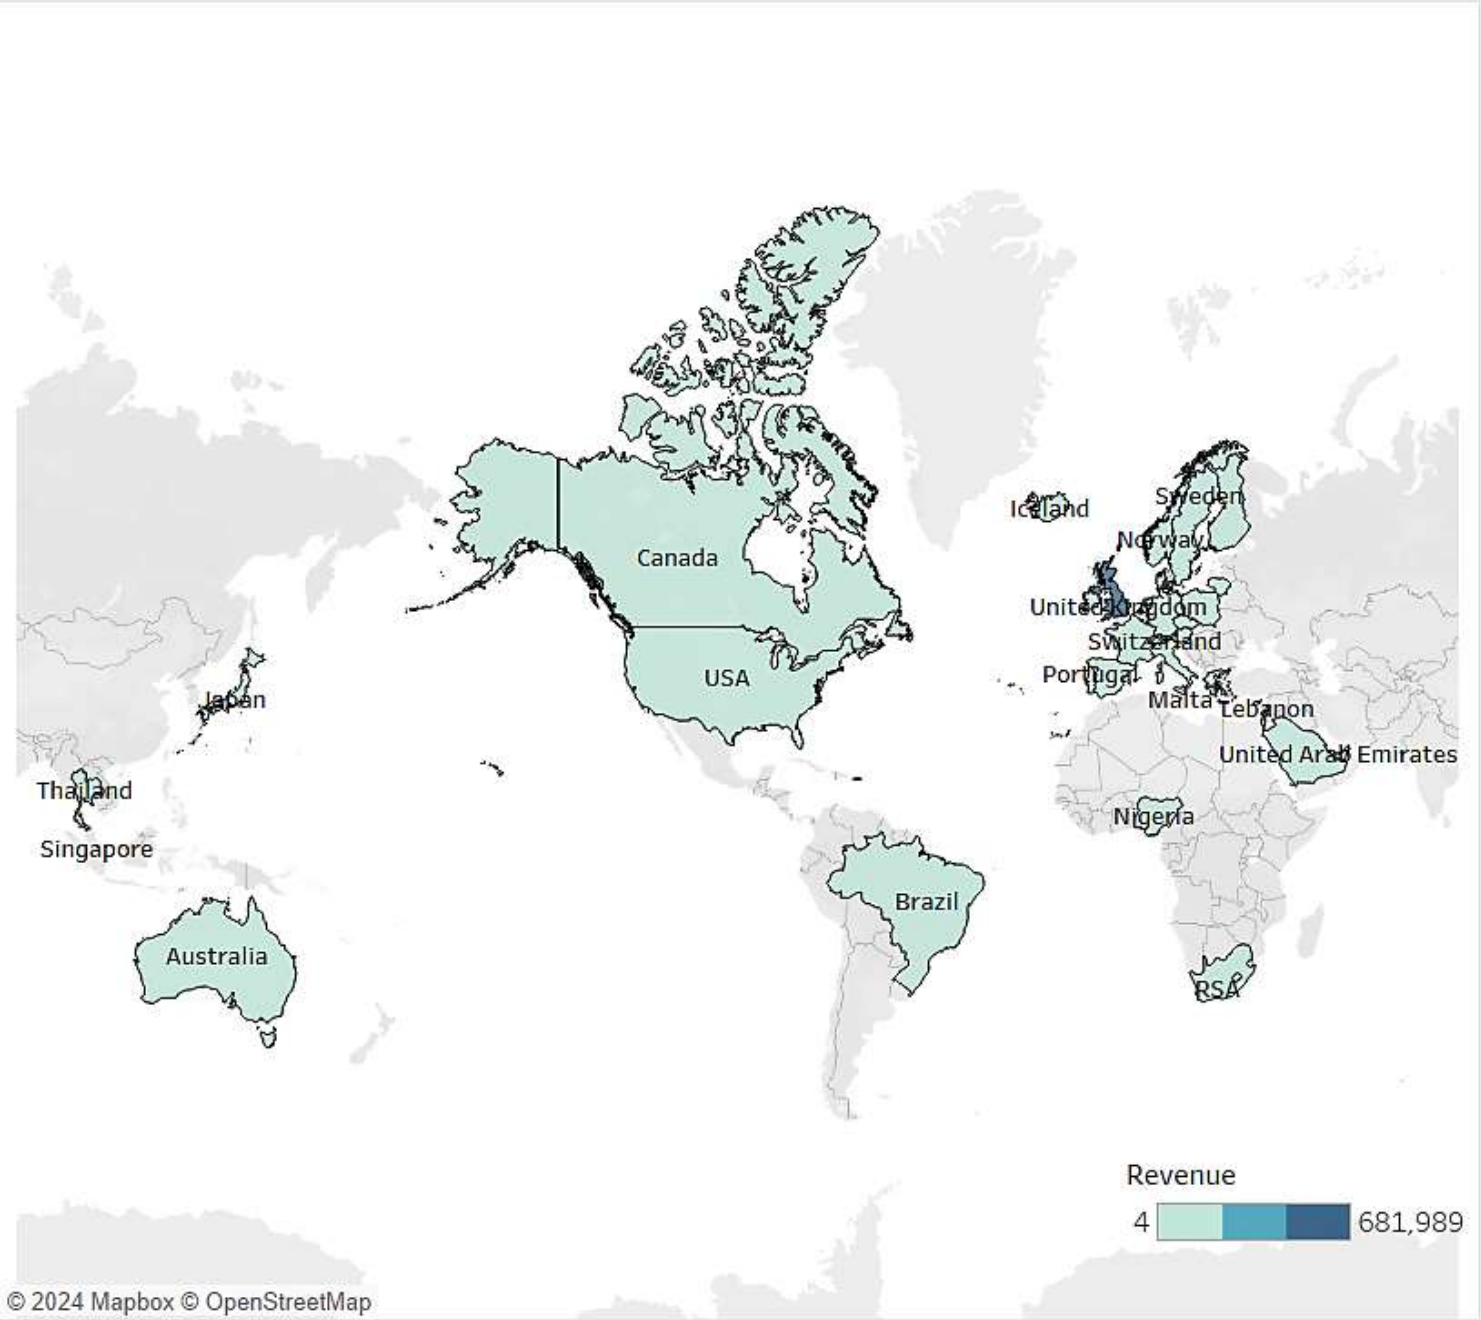 Iceland
Sweden
Norway
Canada
United Kingdom
Switzerland
USA
Portugal
Japan
Malta
Lebanon
United Arab Emirates
Thailand
Nigeria
Singapore
Brazil
Australia
RSA
Revenue
4 681,989
© 2024 Mapbox © OpenStreetMap